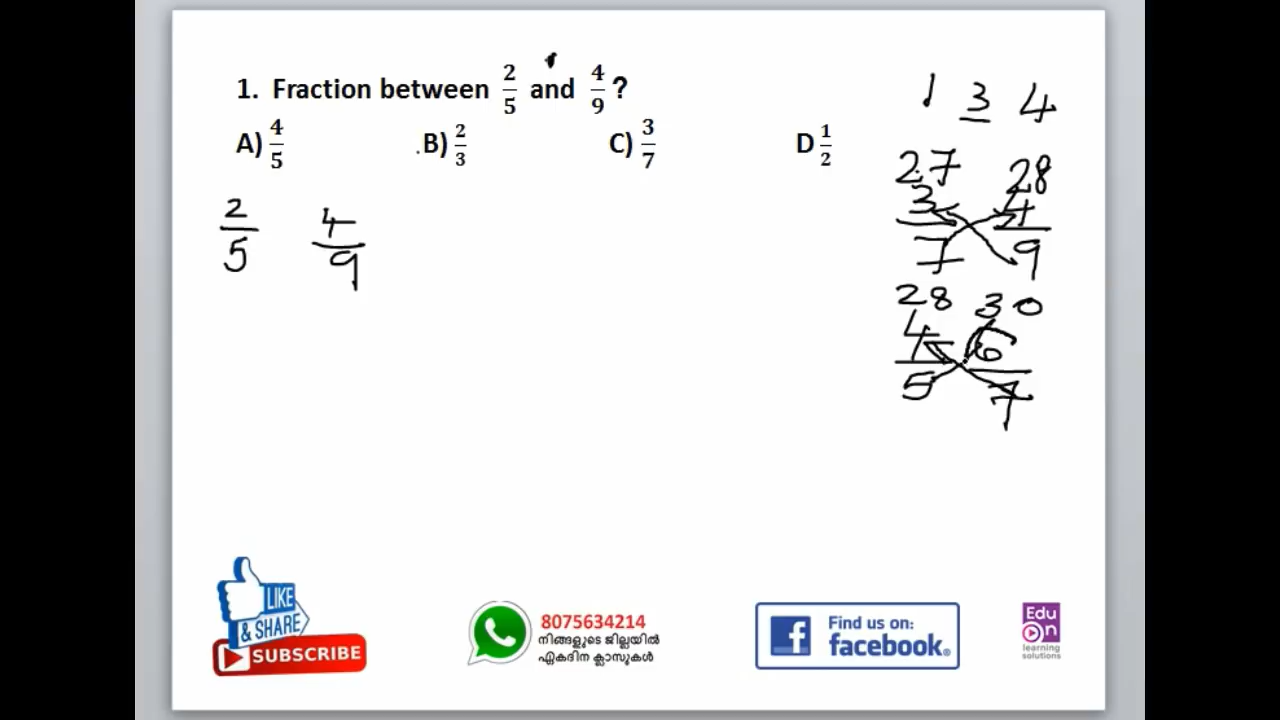 1. Fraction between 2/5 and 4/9 ?
A) 4/5 .B) 2/3 C) 3/7 D 1/2
1 3 4
27 28
3/7 4/9
2/5 4/9
28 30
4/5 6/7
LIKE
& SHARE
SUBSCRIBE
8075634214
നിങ്ങളുടെ ജില്ലയിൽ
ഏകദിന ക്ലാസുകൾ
Find us on:
facebook.
Edu
On
learning
solutions